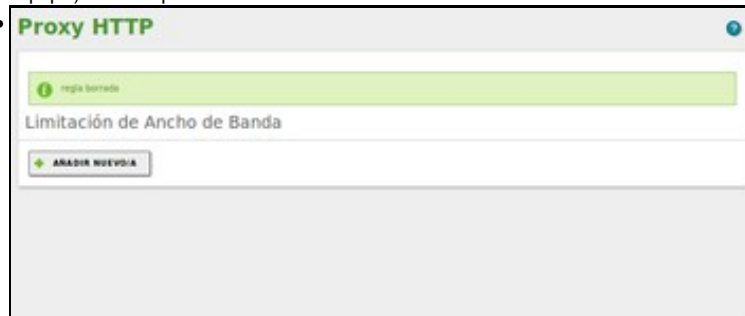 Proxy HTTP
regla borrada
Limitación de Ancho de Banda
AÑADIR NUEVO/A